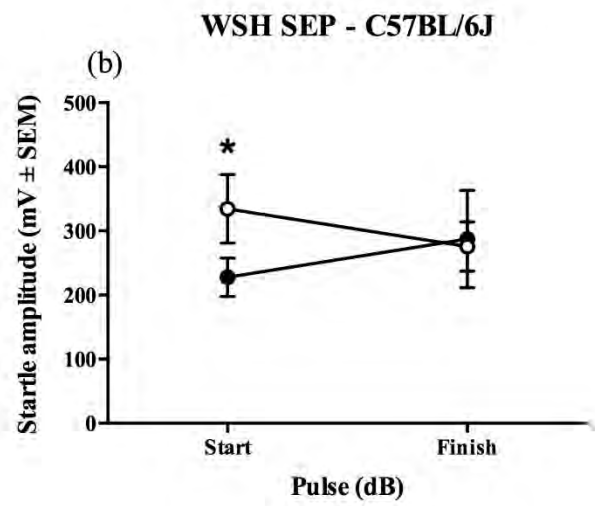 WSH SEP - C57BL/6J
(b)
500
*
400
300
200
100
0
Startle amplitude (mV ± SEM)
Start
Finish
Pulse (dB)